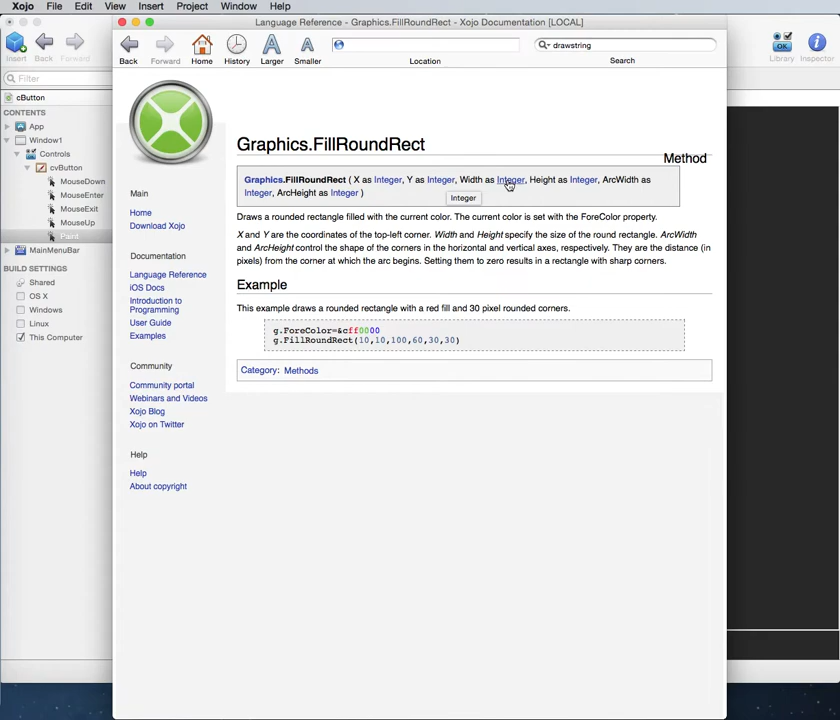 Xojo File Edit View Insert Project Window Help
Language Reference - Graphics.FillRoundRect - Xojo Documentation [LOCAL]
drawstring
Insert Back Forward Back Forward Home History Larger Smaller Location Search Library Inspector
Filter
cButton
CONTENTS
App
Window1
Controls
cvButton
MouseDown
MouseEnter
MouseExit
MouseUp
Paint
MainMenuBar
BUILD SETTINGS
Shared
OS X
Windows
Linux
This Computer
Main
Home
Download Xojo
Documentation
Language Reference
iOS Docs
Introduction to
Programming
User Guide
Examples
Community
Community portal
Webinars and Videos
Xojo Blog
Xojo on Twitter
Help
Help
About copyright
Graphics.FillRoundRect
Method
Graphics.FillRoundRect ( X as Integer, Y as Integer, Width as Integer, Height as Integer, ArcWidth as
Integer, ArcHeight as Integer )
Integer
Draws a rounded rectangle filled with the current color. The current color is set with the ForeColor property.
X and Y are the coordinates of the top-left corner. Width and Height specify the size of the round rectangle. ArcWidth
and ArcHeight control the shape of the corners in the horizontal and vertical axes, respectively. They are the distance (in
pixels) from the corner at which the arc begins. Setting them to zero results in a rectangle with sharp corners.
Example
This example draws a rounded rectangle with a red fill and 30 pixel rounded corners.
g.ForeColor=&cff0000
g.FillRoundRect(10,10,100,60,30,30)
Category: Methods